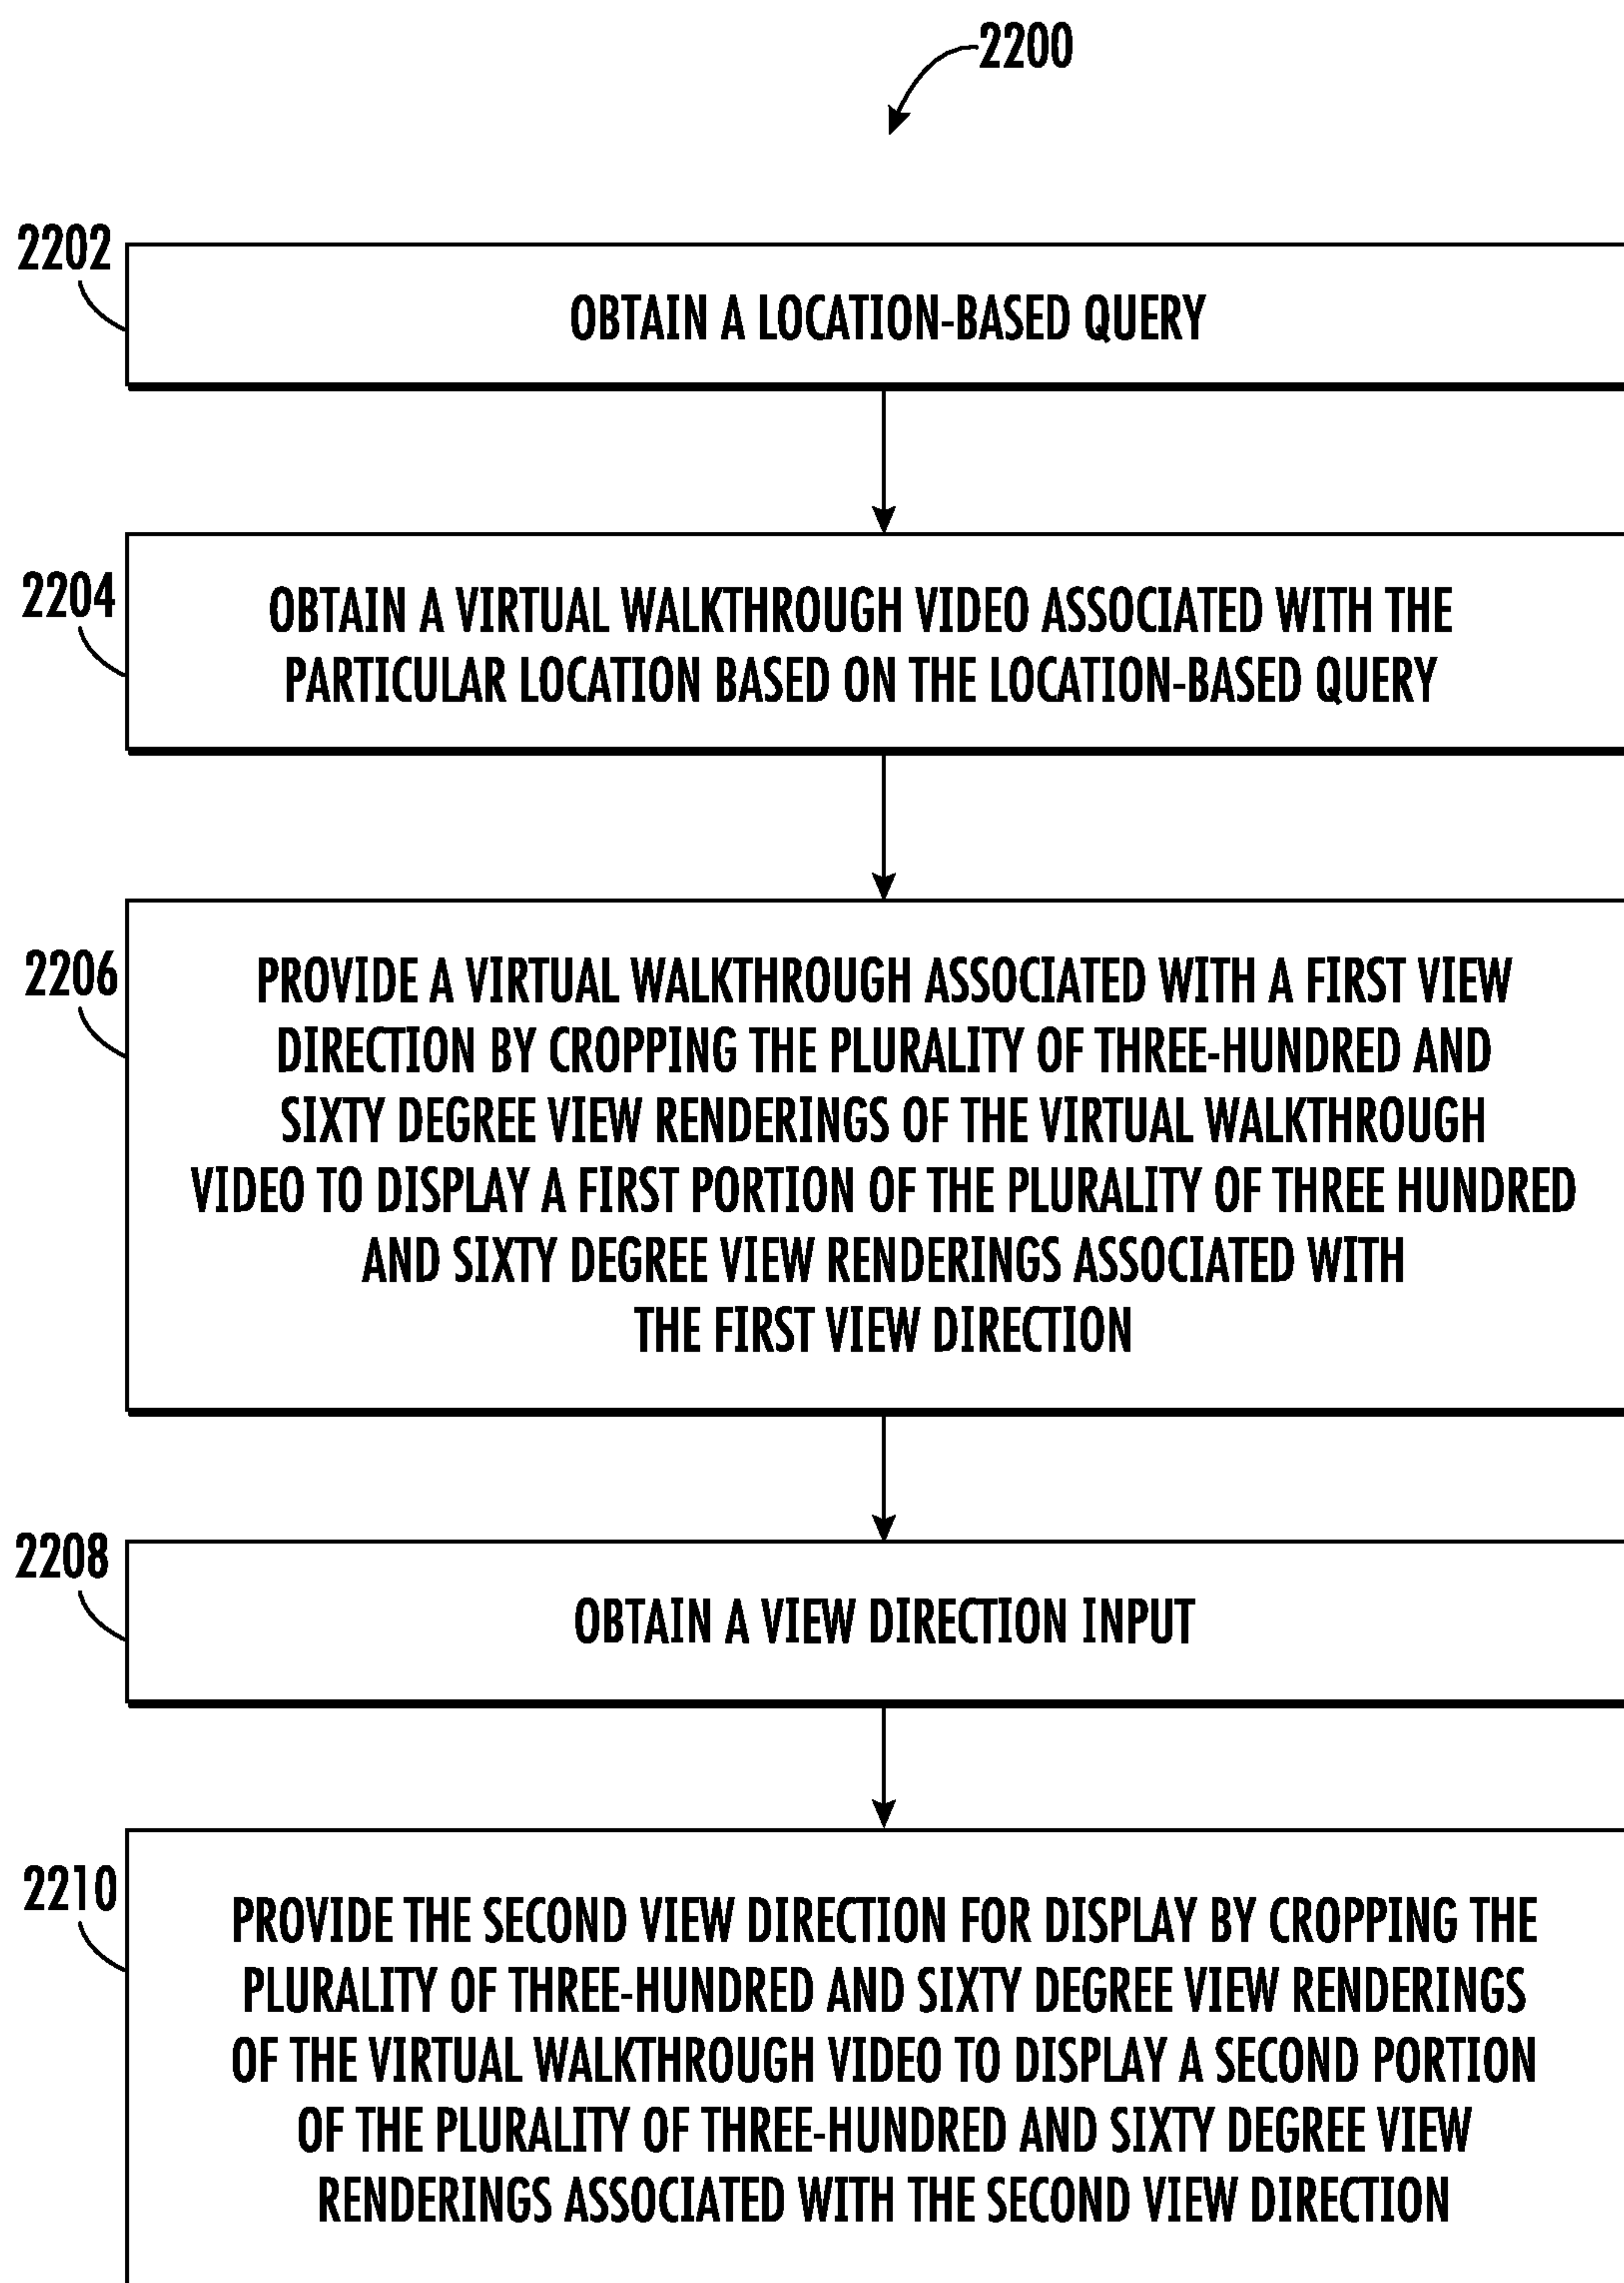 2200
2202
OBTAIN A LOCATION-BASED QUERY
2204
OBTAIN A VIRTUAL WALKTHROUGH VIDEO ASSOCIATED WITH THE
PARTICULAR LOCATION BASED ON THE LOCATION-BASED QUERY
2206
PROVIDE A VIRTUAL WALKTHROUGH ASSOCIATED WITH A FIRST VIEW
DIRECTION BY CROPPING THE PLURALITY OF THREE-HUNDRED AND
SIXTY DEGREE VIEW RENDERINGS OF THE VIRTUAL WALKTHROUGH
VIDEO TO DISPLAY A FIRST PORTION OF THE PLURALITY OF THREE HUNDRED
AND SIXTY DEGREE VIEW RENDERINGS ASSOCIATED WITH
THE FIRST VIEW DIRECTION
2208
OBTAIN A VIEW DIRECTION INPUT
2210
PROVIDE THE SECOND VIEW DIRECTION FOR DISPLAY BY CROPPING THE
PLURALITY OF THREE-HUNDRED AND SIXTY DEGREE VIEW RENDERINGS
OF THE VIRTUAL WALKTHROUGH VIDEO TO DISPLAY A SECOND PORTION
OF THE PLURALITY OF THREE-HUNDRED AND SIXTY DEGREE VIEW
RENDERINGS ASSOCIATED WITH THE SECOND VIEW DIRECTION